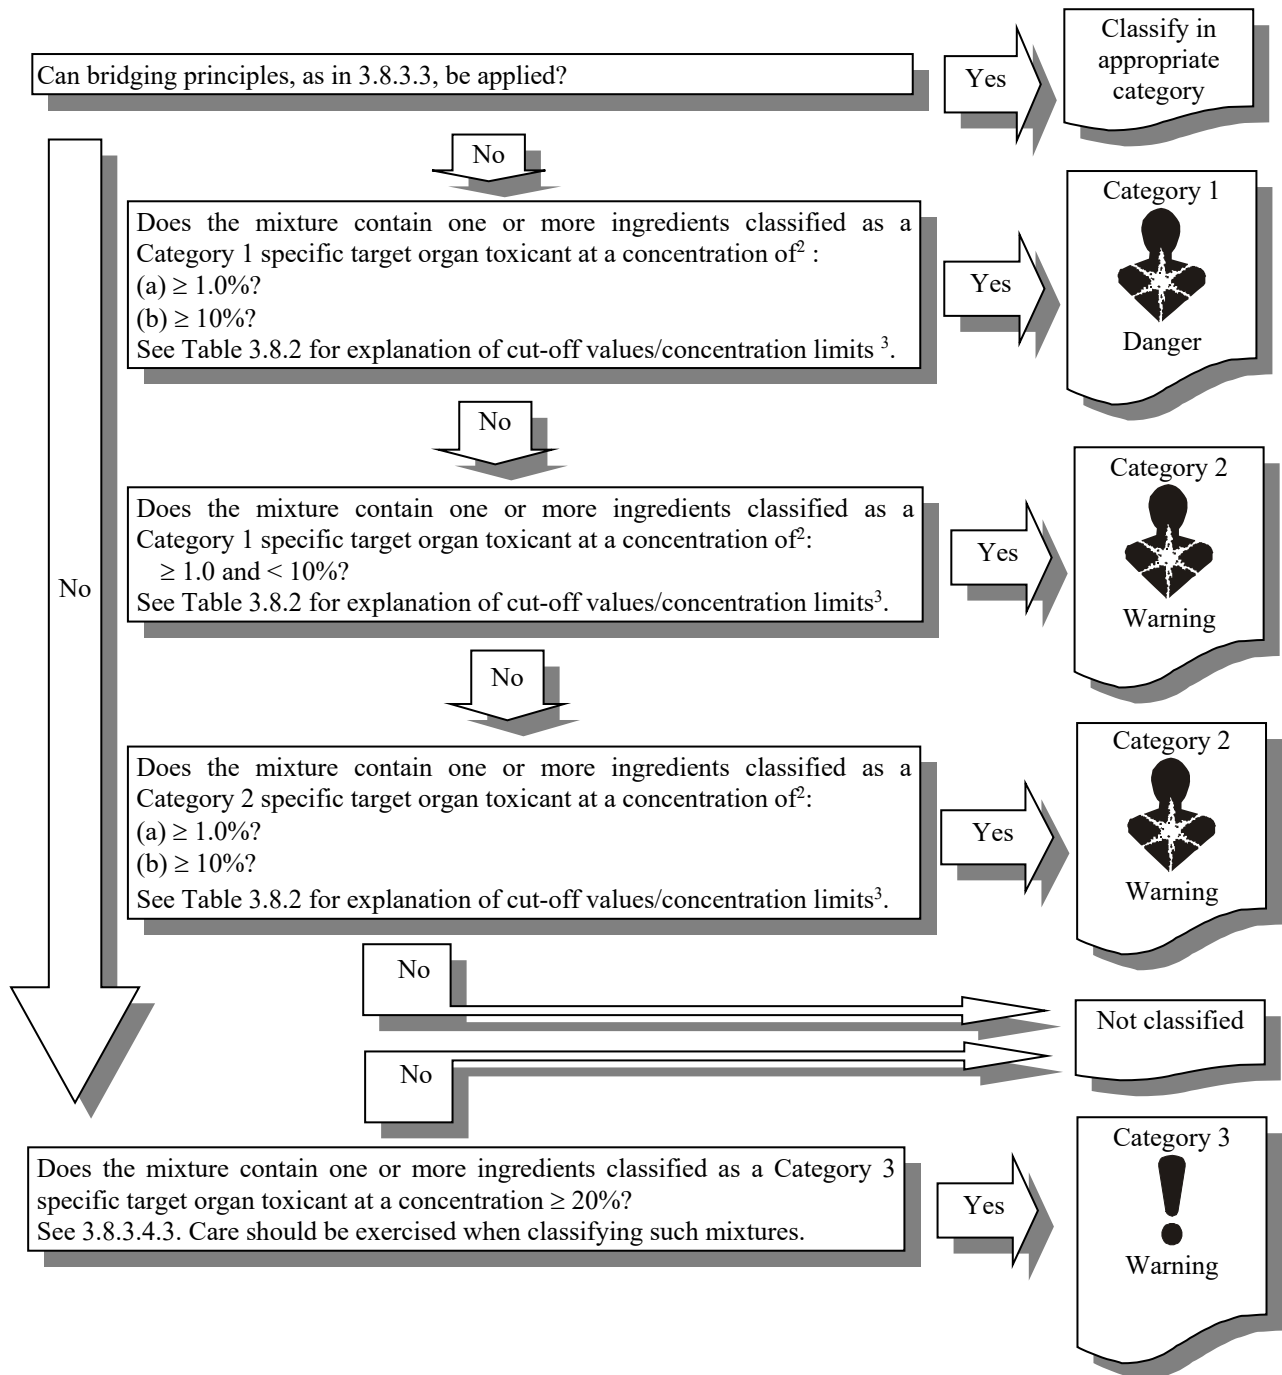 Can bridging principles, as in 3.8.3.3, be applied?
Yes
Classify in
appropriate
category
No
Does the mixture contain one or more ingredients classified as a
Category 1 specific target organ toxicant at a concentration of² :
(a) ≥ 1.0%?
(b) ≥ 10%?
See Table 3.8.2 for explanation of cut-off values/concentration limits ³.
Yes
Category 1
Danger
No
Does the mixture contain one or more ingredients classified as a
Category 1 specific target organ toxicant at a concentration of²:
≥ 1.0 and < 10%?
See Table 3.8.2 for explanation of cut-off values/concentration limits³.
Yes
Category 2
Warning
No
No
Does the mixture contain one or more ingredients classified as a
Category 2 specific target organ toxicant at a concentration of²:
(a) ≥ 1.0%?
(b) ≥ 10%?
See Table 3.8.2 for explanation of cut-off values/concentration limits³.
Yes
Category 2
Warning
No
Not classified
No
Does the mixture contain one or more ingredients classified as a Category 3
specific target organ toxicant at a concentration ≥ 20%?
See 3.8.3.4.3. Care should be exercised when classifying such mixtures.
Yes
Category 3
Warning